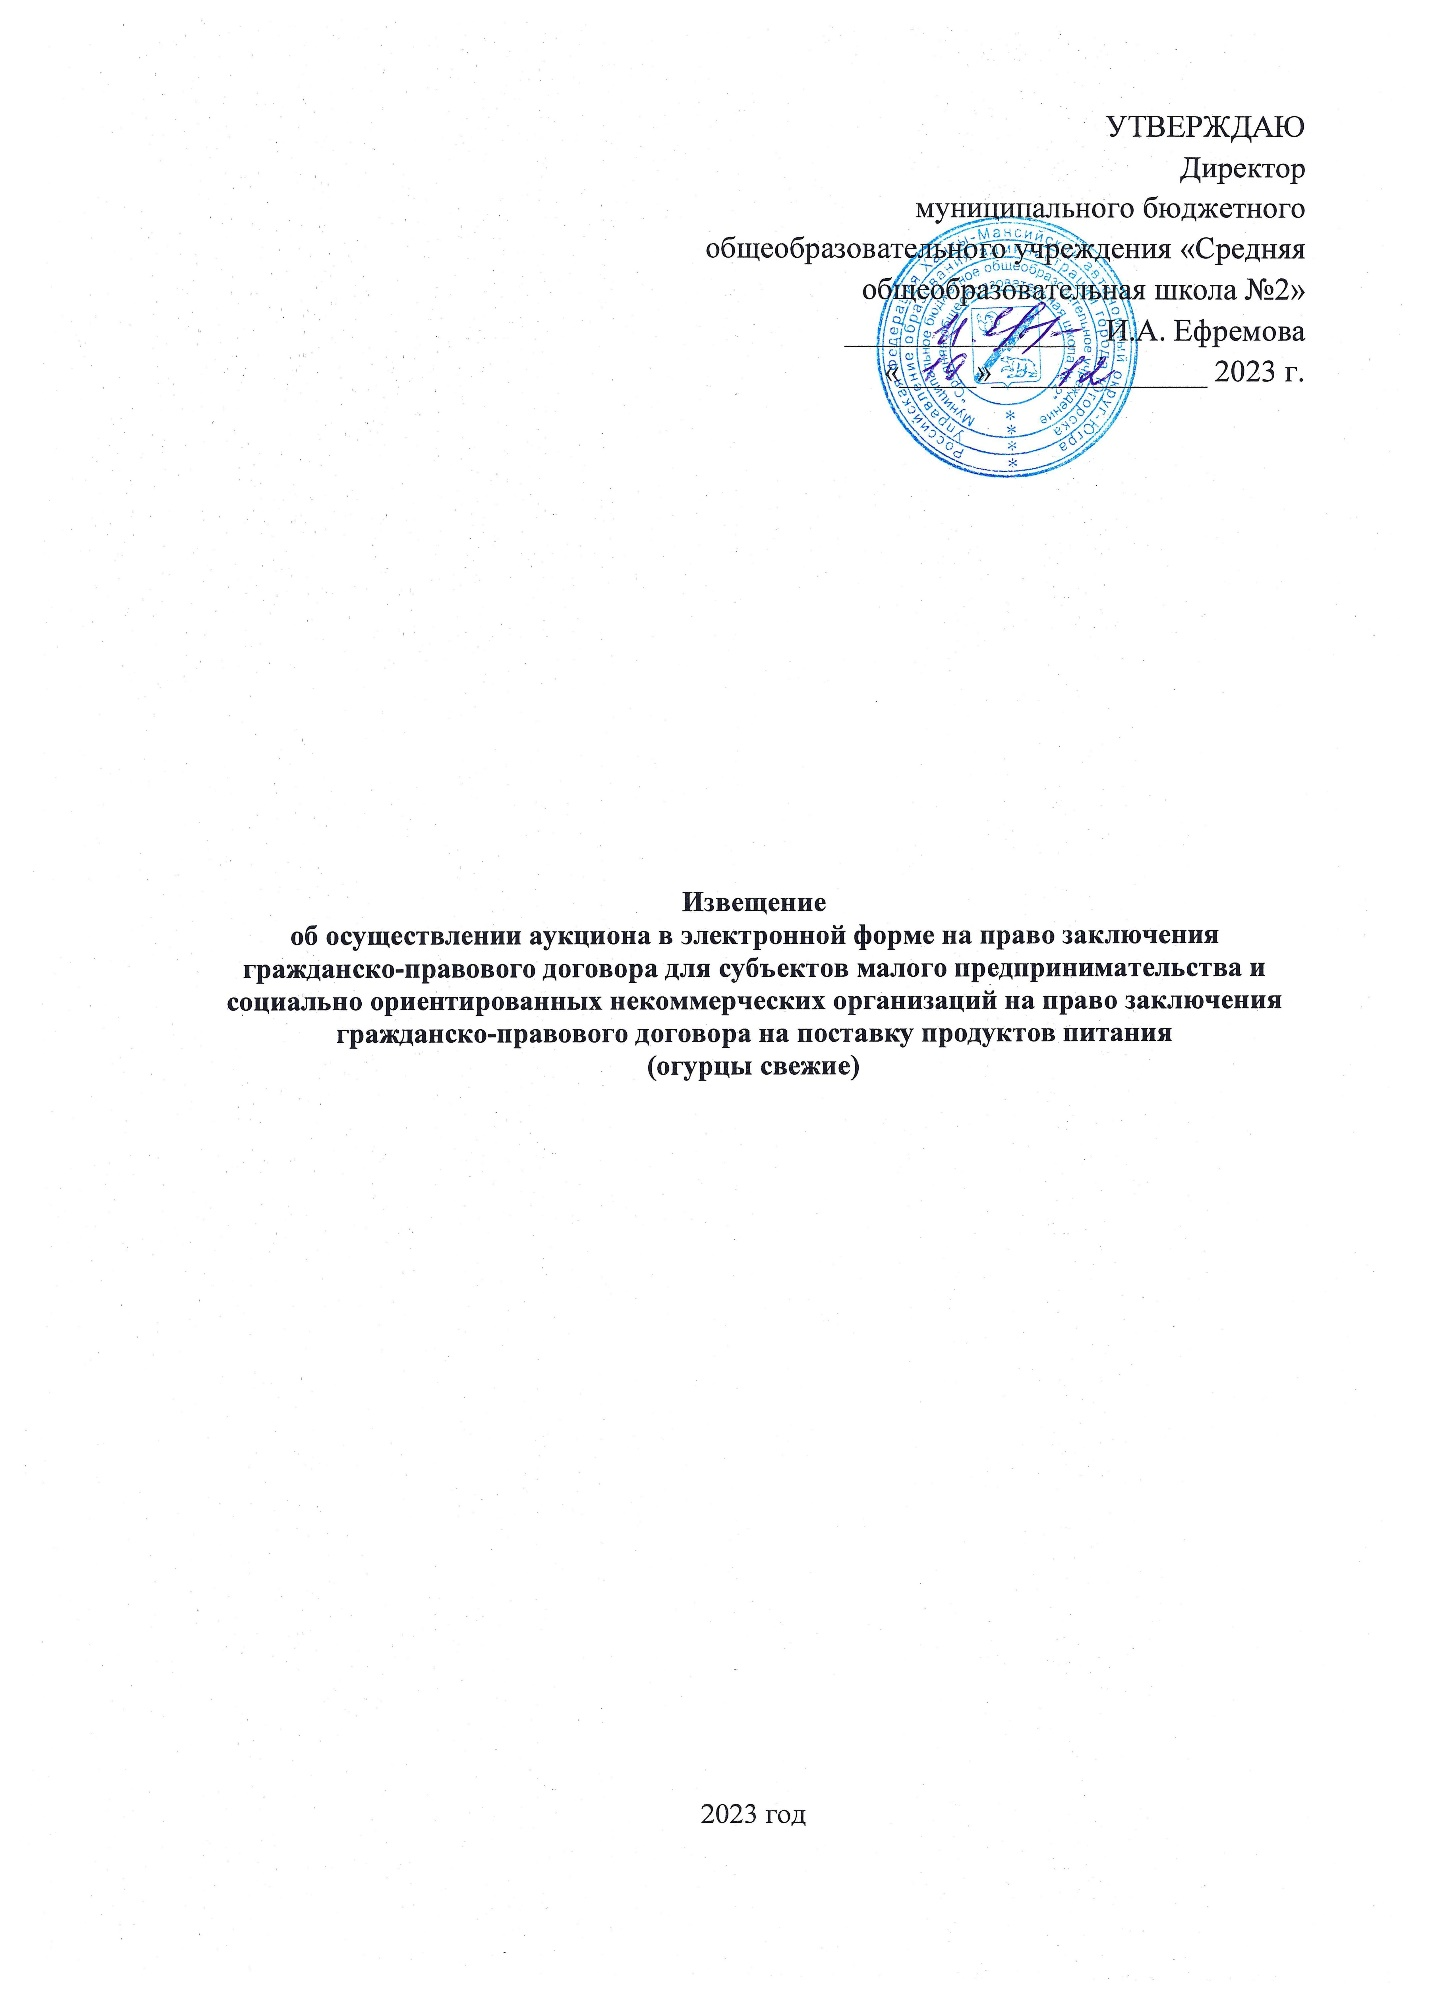 УТВЕРЖДАЮ
Директор
муниципального бюджетного
общеобразовательного учреждения «Средняя
общеобразовательная школа №2»
И.А. Ефремова
«18» 12 2023 г.
Извещение
об осуществлении аукциона в электронной форме на право заключения
гражданско-правового договора для субъектов малого предпринимательства и
социально ориентированных некоммерческих организаций на право заключения
гражданско-правового договора на поставку продуктов питания
(огурцы свежие)
2023 год